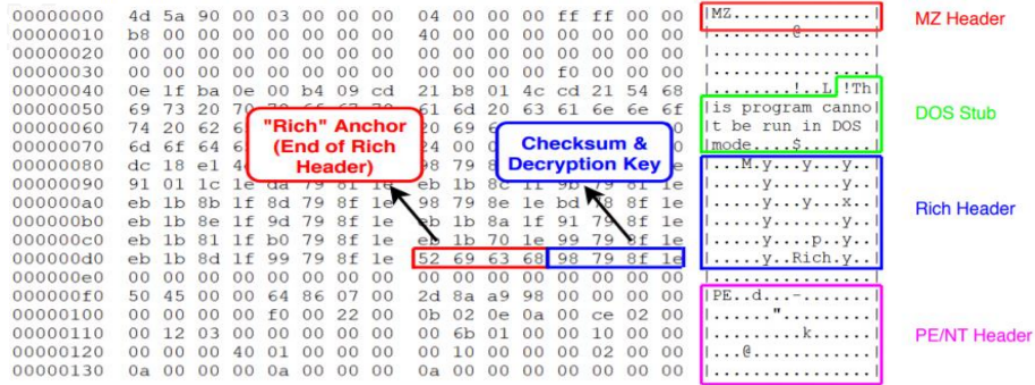 00000000 4d 5a 90 00 03 00 00 00 04 00 00 00 ff ff 00 00 |MZ..............|
MZ Header
00000010 b8 00 00 00 00 00 00 00 40 00 00 00 00 00 00 00 |........@.......|
00000020 00 00 00 00 00 00 00 00 00 00 00 00 00 00 00 00 |................|
00000030 00 00 00 00 00 00 00 00 00 00 00 00 f0 00 00 00 |................|
00000040 0e 1f ba 0e 00 b4 09 cd 21 b8 01 4c cd 21 54 68 |........!..L.!Th|
00000050 69 73 20 70 61 6d 20 63 61 6e 6e 6f |is program canno|
DOS Stub
00000060 74 20 62 20 69 |t be run in DOS |
00000070 6d 6f 64 24 00 |mode....$.......|
"Rich" Anchor
(End of Rich
Header)
Checksum &
Decryption Key
00000080 dc 18 e1 98 79 |...M.y...y...y..|
00000090 91 01 1c 1e da 79 8f 1e eb 1b 8c 1f 9b 79 8f 1e |.....y.......y..|
000000a0 eb 1b 8b 1f 8d 79 8f 1e 98 79 8e 1e bd 78 8f 1e |.....y...y...x..|
Rich Header
000000b0 eb 1b 8e 1f 9d 79 8f 1e eb 1b 8a 1f 91 79 8f 1e |.....y.......y..|
000000c0 eb 1b 81 1f b0 79 8f 1e eb 1b 70 1e 99 79 8f 1e |.....y....p..y..|
000000d0 eb 1b 8d 1f 99 79 8f 1e 52 69 63 68 98 79 8f 1e |.....y..Rich.y..|
000000e0 00 00 00 00 00 00 00 00 00 00 00 00 00 00 00 00 |................|
000000f0 50 45 00 00 64 86 07 00 2d 8a a9 98 00 00 00 00 |PE..d...-.......|
00000100 00 00 00 00 f0 00 22 00 0b 02 0e 0a 00 ce 02 00 |......".........|
00000110 00 12 03 00 00 00 00 00 00 6b 01 00 00 10 00 00 |.........k......|
PE/NT Header
00000120 00 00 00 40 01 00 00 00 00 10 00 00 00 02 00 00 |...@............|
00000130 0a 00 00 00 0a 00 00 00 0a 00 00 00 00 00 00 00 |................|